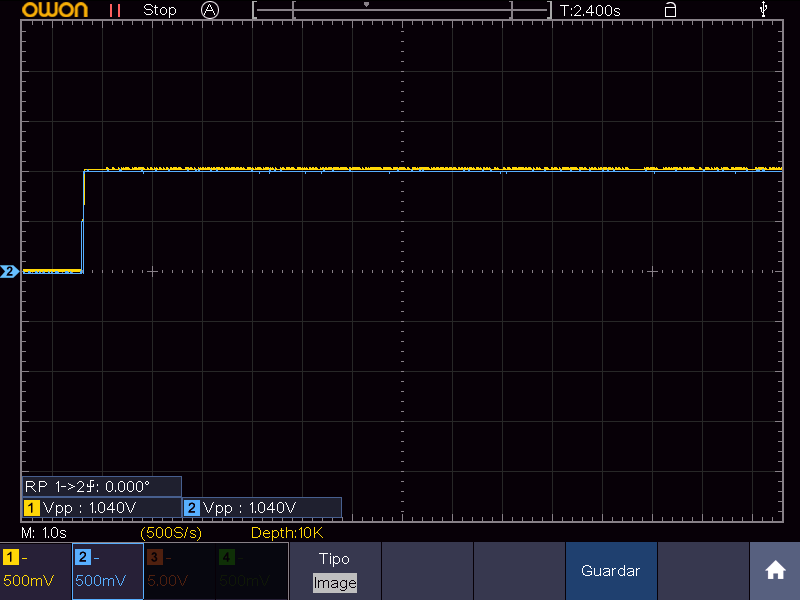 owon Stop A T:2.400s
2
RP 1->2: 0.000°
1 Vpp : 1.040V 2 Vpp : 1.040V
M: 1.0s (500S/s) Depth:10K
1 - 2 - 3 - 4 - Tipo
500mV 500mV 5.00V 500mV Image
Guardar